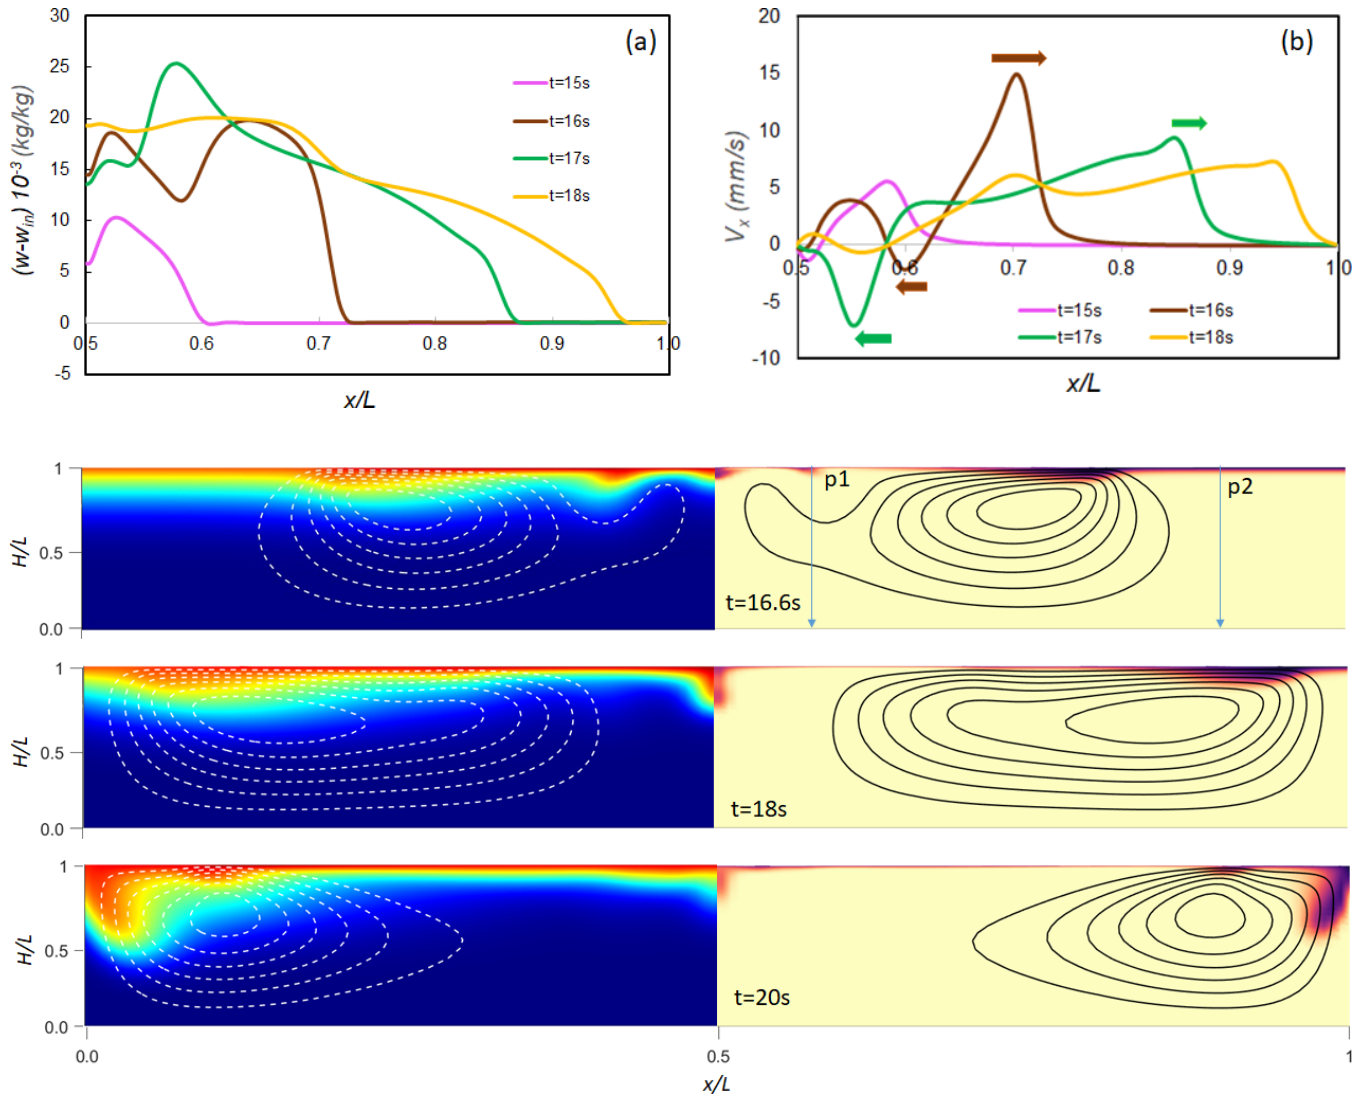 30
25
20
15
10
5
0
-5
0.5
0.6
0.7
0.8
0.9
1.0
(a)
t=15s
t=16s
t=17s
t=18s
(w-w_in) 10⁻³ (kg/kg)
x/L
20
15
10
5
0
-5
-10
0.5
0.6
0.7
0.8
0.9
1.0
(b)
t=15s
t=16s
t=17s
t=18s
V_x (mm/s)
x/L
1
0.5
0.0
H/L
p1
p2
t=16.6s
1
0.5
0.0
H/L
t=18s
1
0.5
0.0
H/L
t=20s
0.0
0.5
1
x/L